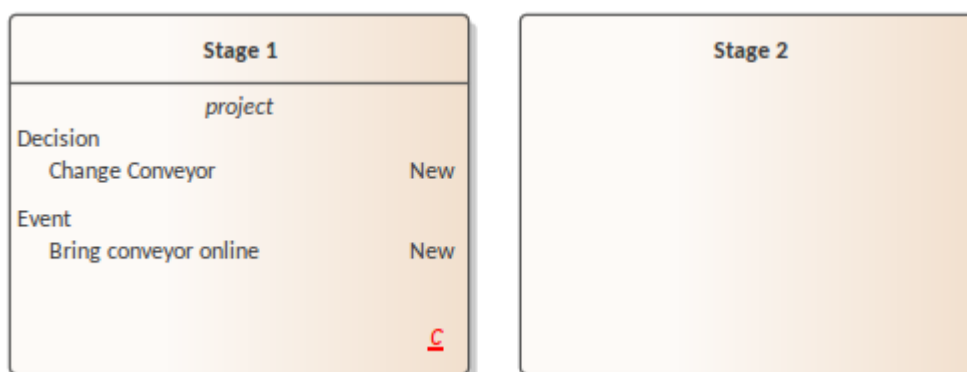 Stage 1
project
Decision
Change Conveyor New
Event
Bring conveyor online New
C
Stage 2